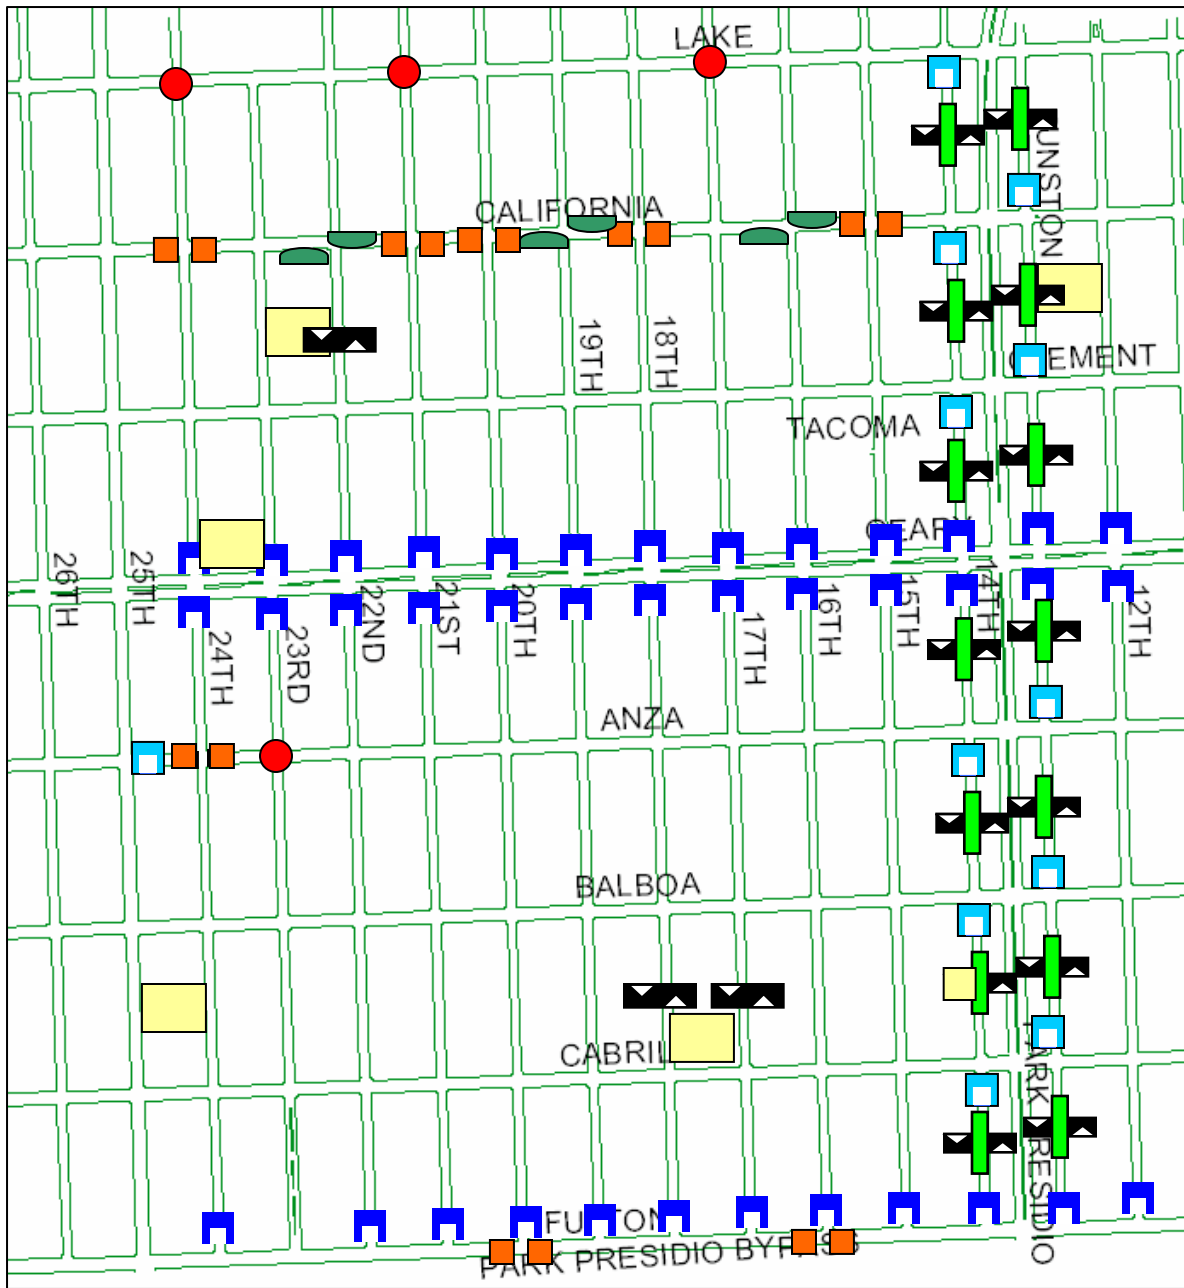 LAKE
UNSTON
CALIFORNIA
19TH
18TH
EMENT
TACOMA
GEARY
26TH
25TH
24TH
23RD
22ND
21ST
20TH
17TH
16TH
15TH
14TH
12TH
ANZA
BALBOA
CABRIL
PARK PRESIDIO
FULTON
PARK PRESIDIO BYPASS